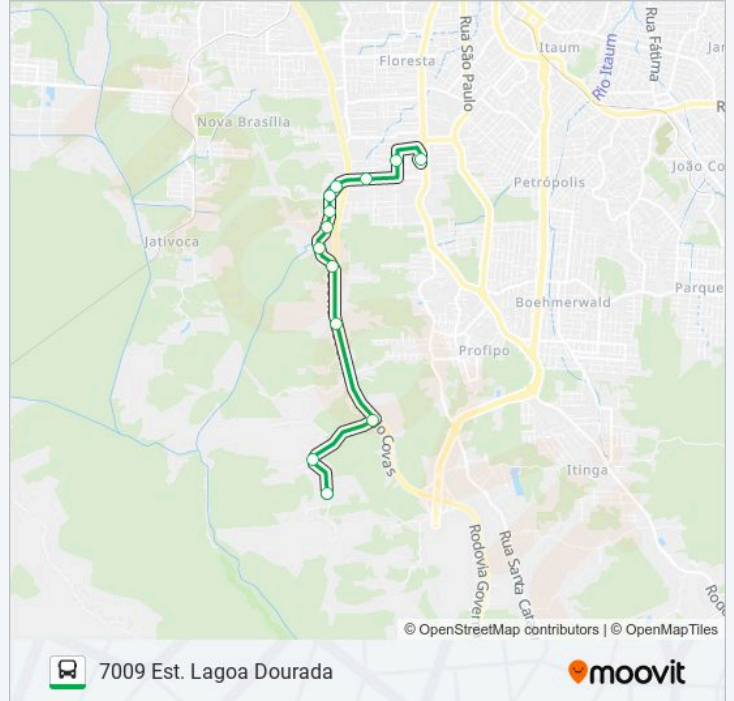 Rua São Paulo
Rua Fátima
Itaum
Floresta
Rio Itaum
Nova Brasília
João Co
Petrópolis
Jativoca
Parque
Boehmerwald
Profipo
o Covas
Itinga
Rodovia Gover
Rua Santa Cat
© OpenStreetMap contributors | © OpenMapTiles
7009 Est. Lagoa Dourada
moovit